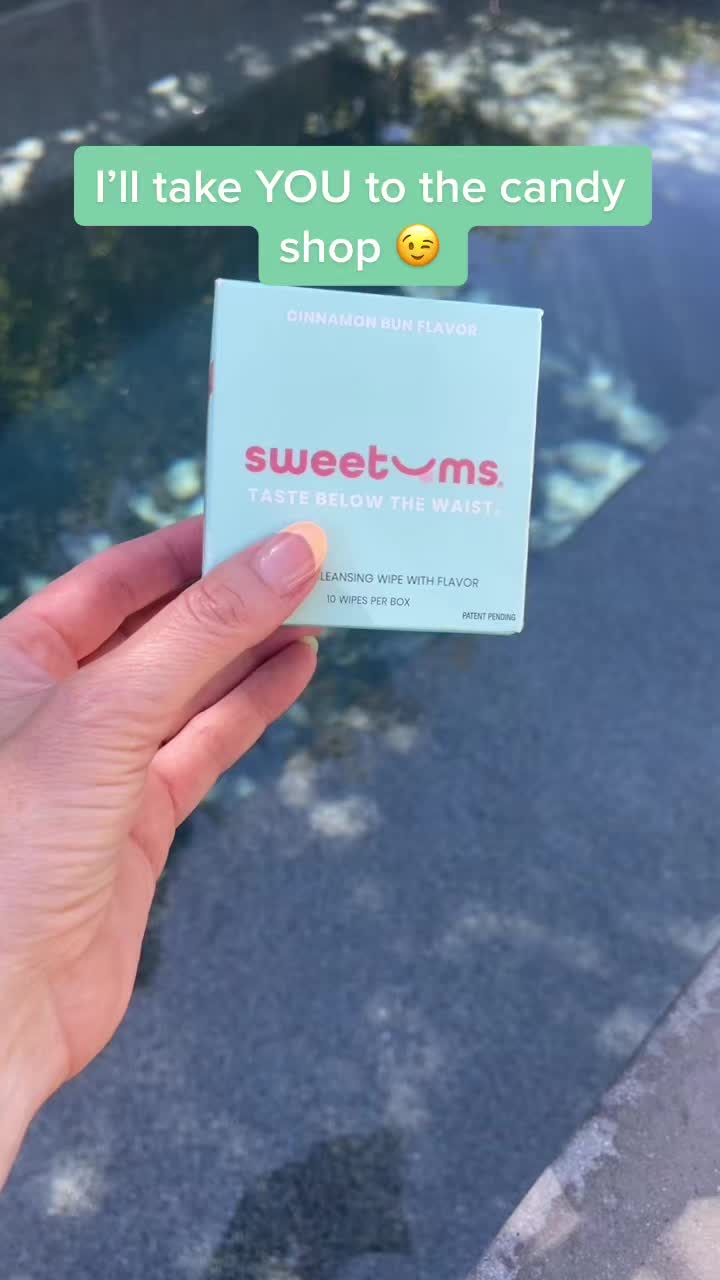 I'll take YOU to the candy
shop 😉
CINNAMON BUN FLAVOR
sweetums®
TASTE BELOW THE WAIST.
WIPE WITH FLAVOR
10 WIPES PER BOX
PATENT PENDING